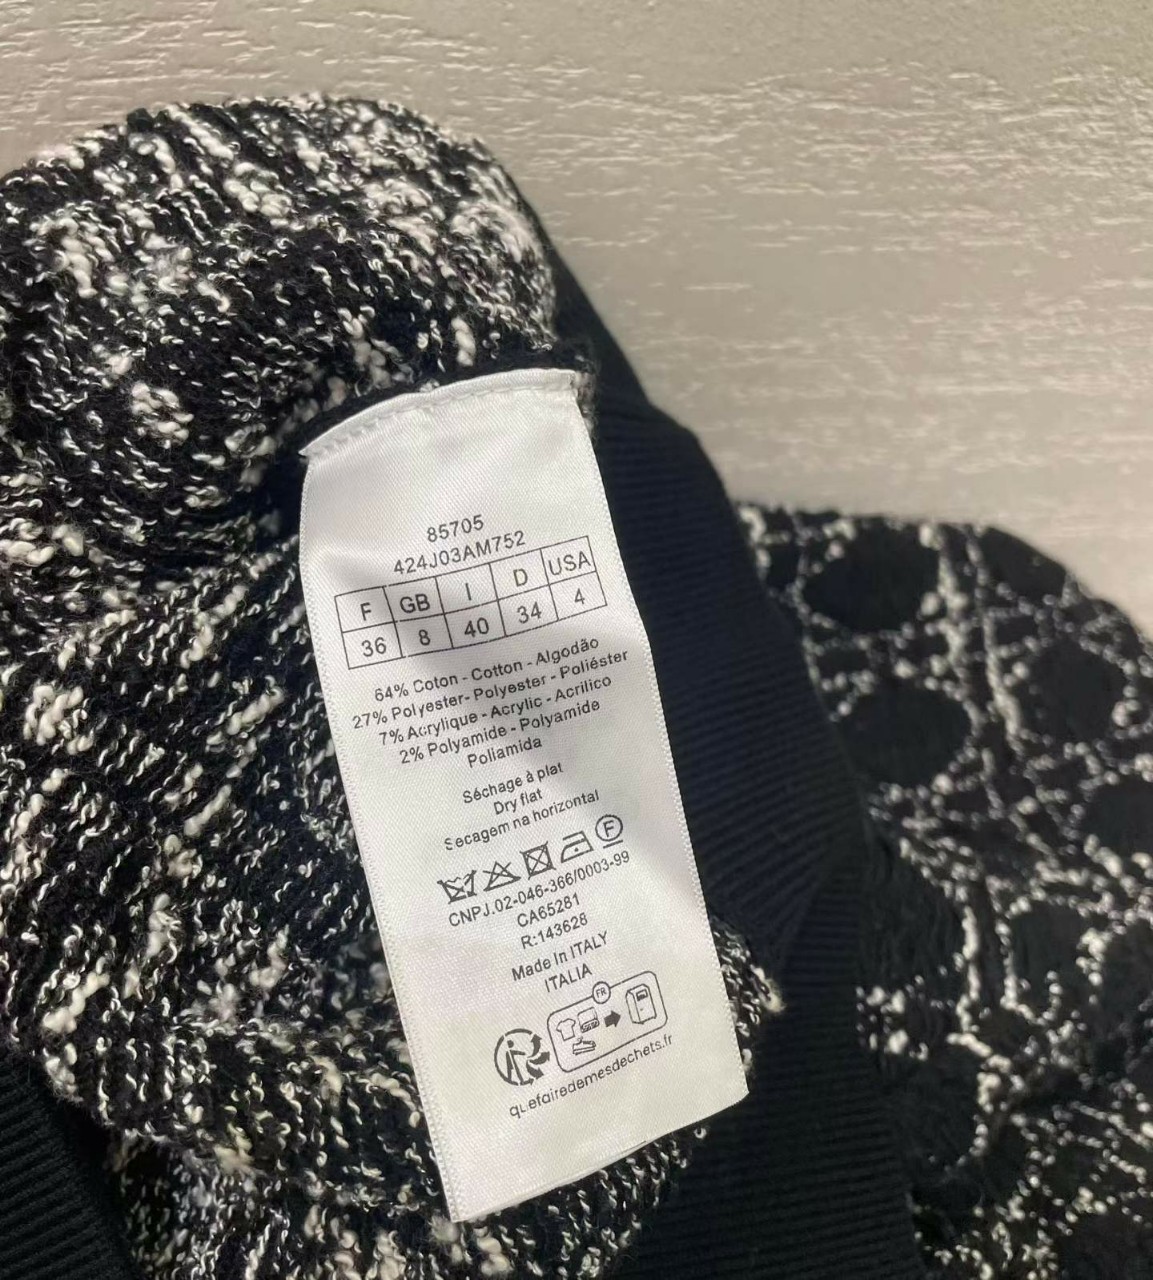 85705
424J03AM752
F GB I D USA
36 8 40 34 4
64% Coton - Cotton - Algodão
27% Polyester- Polyester - Poliéster
7% Acrylique - Acrylic - Acrilico
2% Polyamide - Polyamide
Poliamida
Séchage à plat
Dry flat
Secagem na horizontal
F
CNPJ.02-046-366/0003-99
CA65281
R:143628
Made In ITALY
ITALIA
FR
quefairedemesdechets.fr